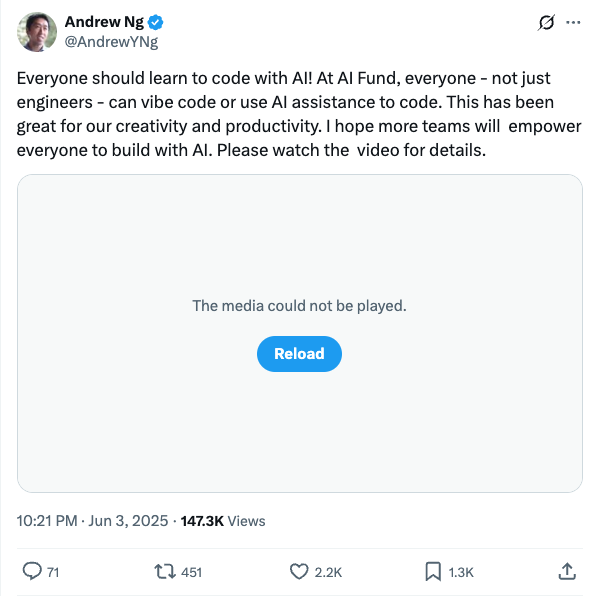 Andrew Ng
@AndrewYNg
Everyone should learn to code with AI! At AI Fund, everyone - not just
engineers - can vibe code or use AI assistance to code. This has been
great for our creativity and productivity. I hope more teams will  empower
everyone to build with AI. Please watch the  video for details.
The media could not be played.
Reload
10:21 PM · Jun 3, 2025 · 147.3K Views
71 451 2.2K 1.3K